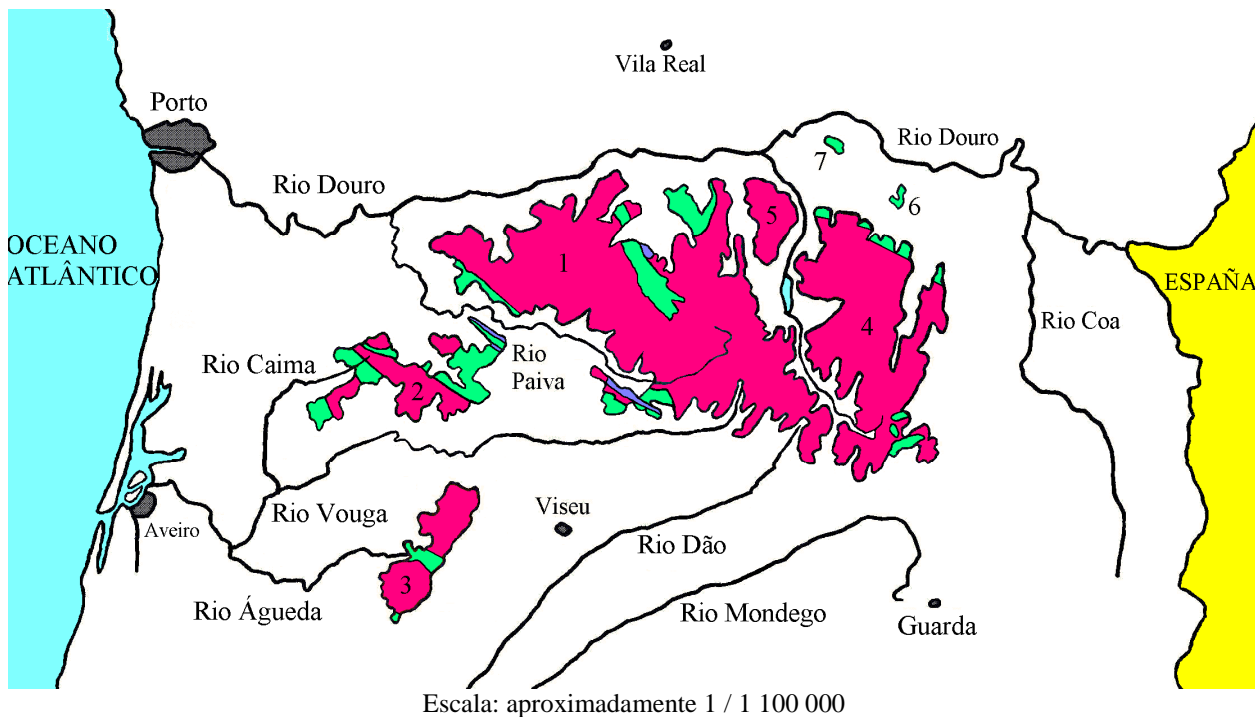 Vila Real
Porto
Rio Douro
7
Rio Douro
6
5
OCEANO
ATLÂNTICO
1
ESPAÑA
4
Rio Coa
Rio Caima
Rio
Paiva
2
Rio Vouga
Viseu
Aveiro
Rio Dão
3
Rio Águeda
Rio Mondego
Guarda
Escala: aproximadamente 1 / 1 100 000